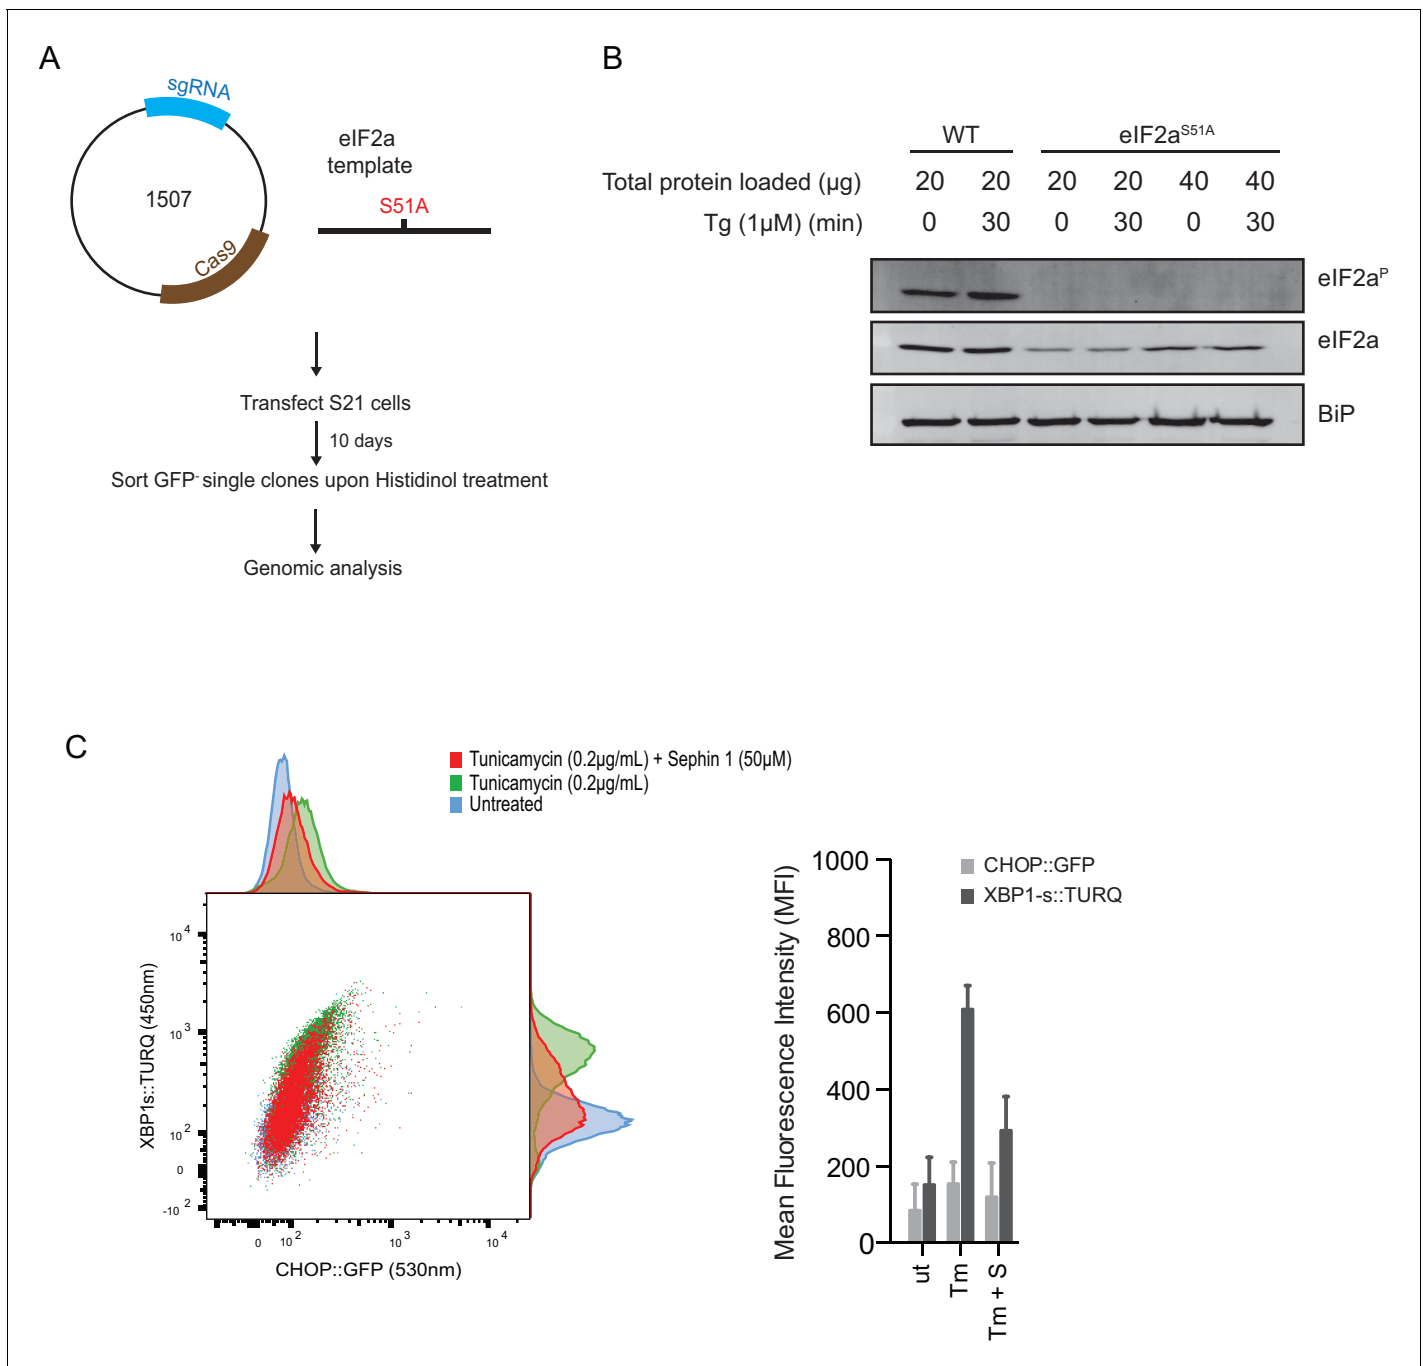 A
sgRNA
1507
Cas9
eIF2a
template
S51A
Transfect S21 cells
10 days
Sort GFP- single clones upon Histidinol treatment
Genomic analysis
B
WT eIF2aS51A
Total protein loaded (µg) 20 20 20 20 40 40
Tg (1µM) (min) 0 30 0 30 0 30
eIF2aP
eIF2a
BiP
C
Tunicamycin (0.2µg/mL) + Sephin 1 (50µM)
Tunicamycin (0.2µg/mL)
Untreated
XBP1s::TURQ (450nm)
10 4
10 3
10 2
0
-10 2
0 10 2 10 3 10 4
CHOP::GFP (530nm)
Mean Fluorescence Intensity (MFI)
1000
800
600
400
200
0
CHOP::GFP
XBP1-s::TURQ
ut
Tm
Tm + S